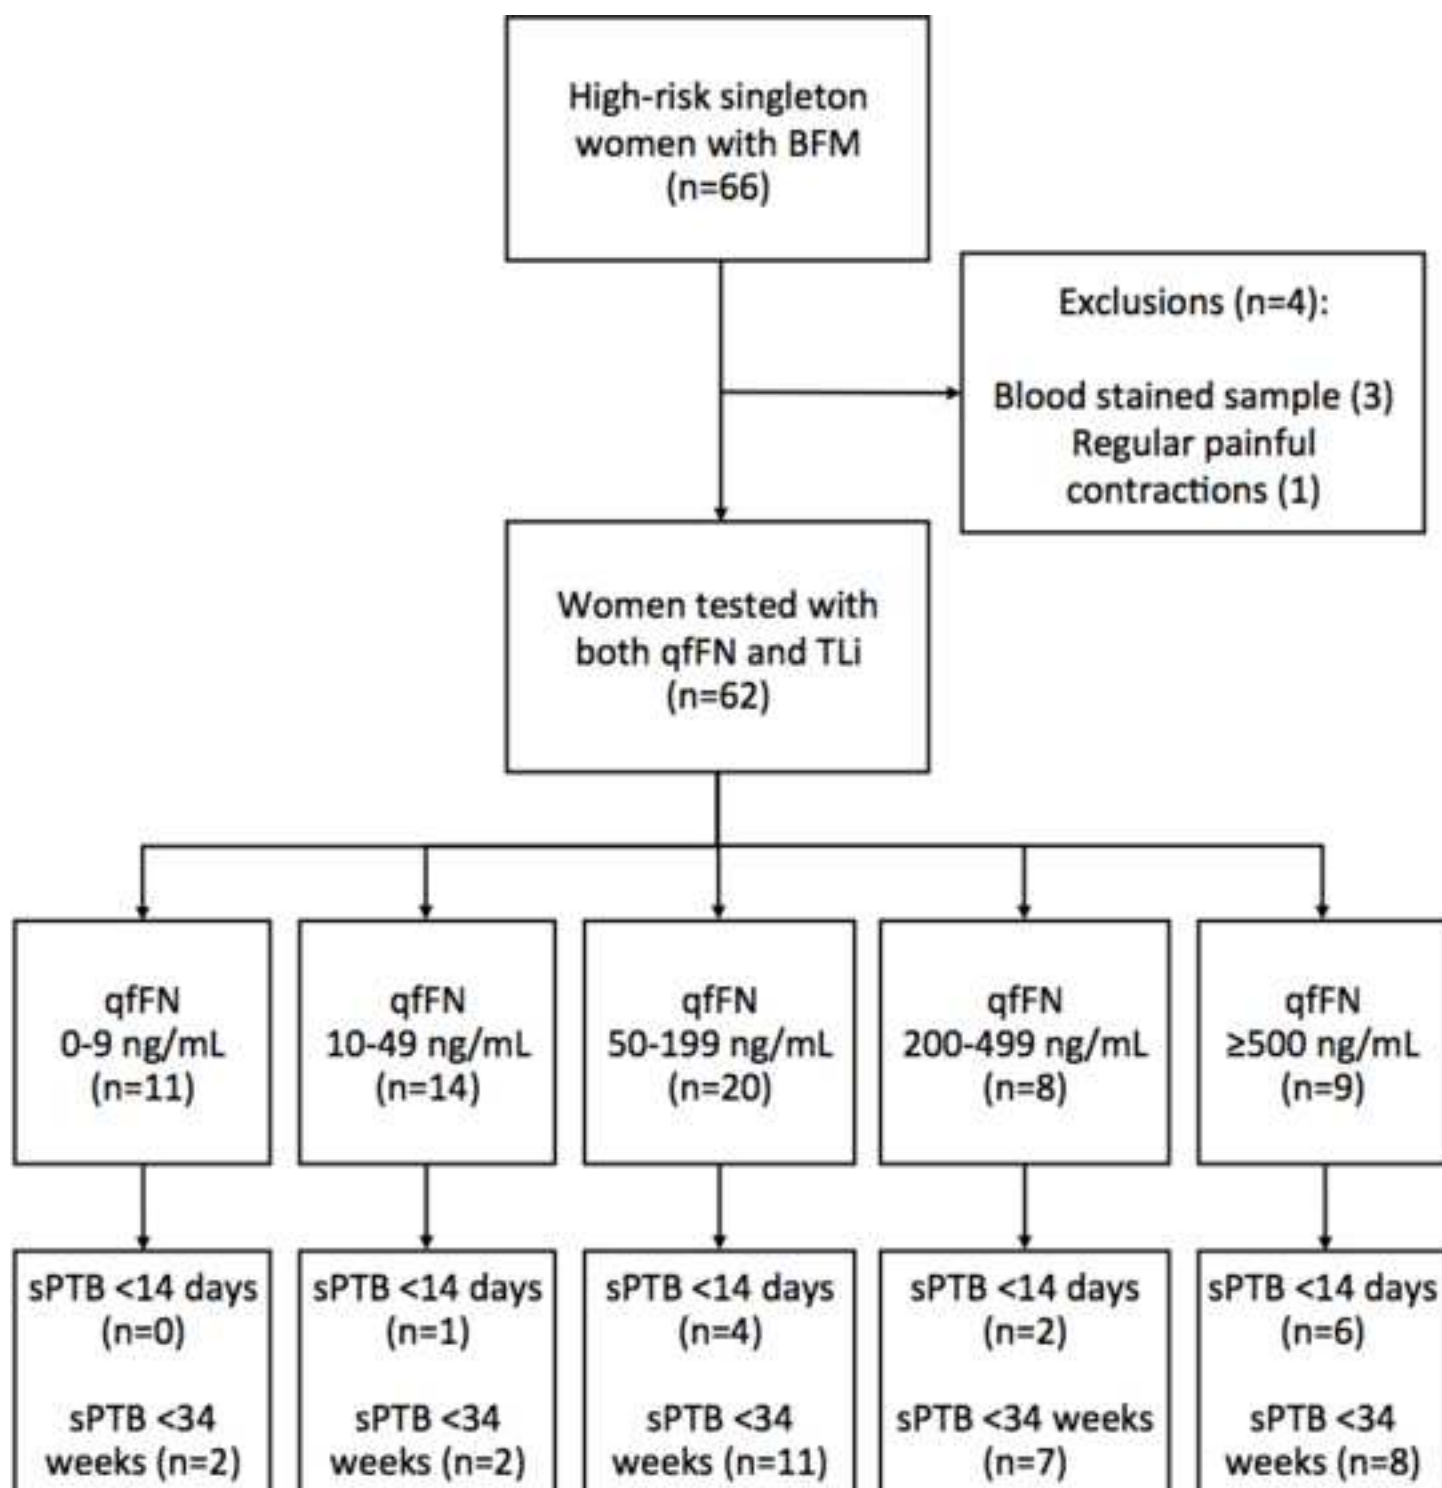 High-risk singleton
women with BFM
(n=66)
Exclusions (n=4):
Blood stained sample (3)
Regular painful
contractions (1)
Women tested with
both qfFN and TLi
(n=62)
qfFN
0-9 ng/mL
(n=11)
qfFN
10-49 ng/mL
(n=14)
qfFN
50-199 ng/mL
(n=20)
qfFN
200-499 ng/mL
(n=8)
qfFN
≥500 ng/mL
(n=9)
sPTB <14 days
(n=0)
sPTB <34
weeks (n=2)
sPTB <14 days
(n=1)
sPTB <34
weeks (n=2)
sPTB <14 days
(n=4)
sPTB <34
weeks (n=11)
sPTB <14 days
(n=2)
sPTB <34 weeks
(n=7)
sPTB <14 days
(n=6)
sPTB <34
weeks (n=8)